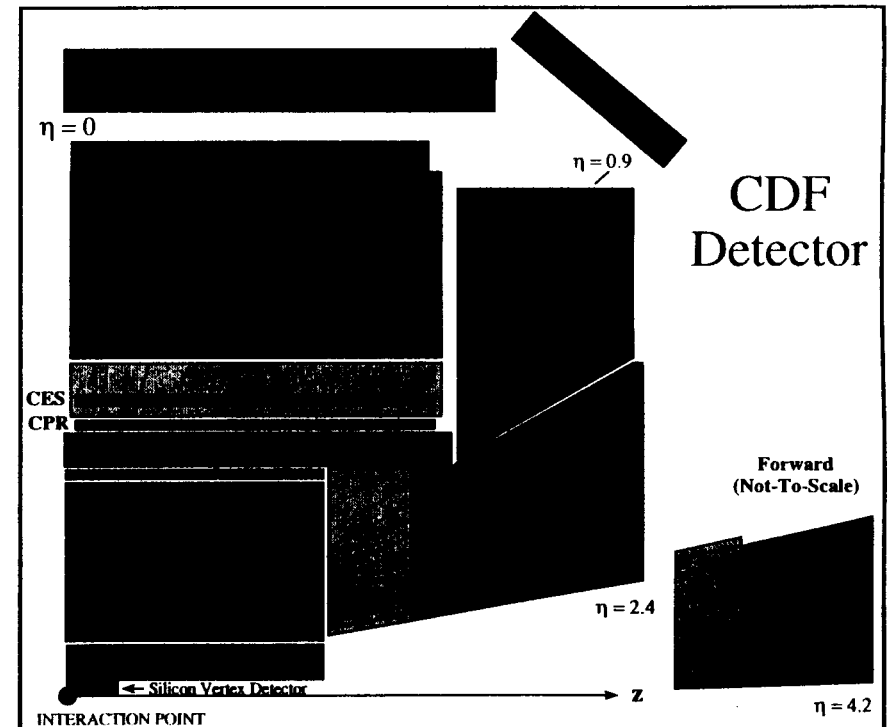 η = 0
η = 0.9
CDF
Detector
CES
CPR
Forward
(Not-To-Scale)
η = 2.4
← Silicon Vertex Detector
z
η = 4.2
INTERACTION POINT